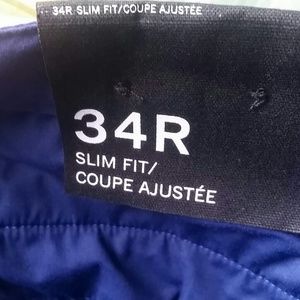 34R SLIM FIT/COUPE AJUSTÉE
34R
SLIM FIT/
COUPE AJUSTÉE